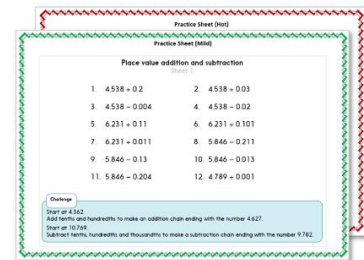 Practice Sheet (Hot)
Practice Sheet (Mild)
Place value addition and subtraction
Sheet 1
1. 4.538 + 0.2 2. 4.538 + 0.03
3. 4.538 – 0.004 4. 4.538 – 0.02
5. 6.231 + 0.11 6. 6.231 + 0.101
7. 6.231 + 0.011 8. 5.846 – 0.211
9. 5.846 – 0.13 10. 5.846 – 0.013
11. 5.846 – 0.204 12. 4.789 + 0.001
Challenge
Start at 4.362.
Add tenths and hundredths to make an addition chain ending with the number 4.627.
Start at 10.769.
Subtract tenths, hundredths and thousandths to make a subtraction chain ending with the number 9.782.